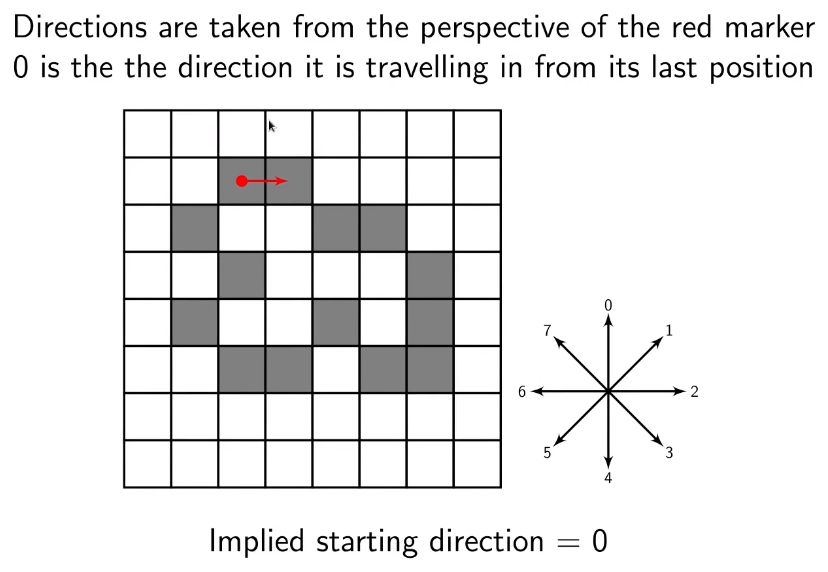 Directions are taken from the perspective of the red marker
0 is the the direction it is travelling in from its last position
0
7 1
6 2
5 3
4
Implied starting direction = 0